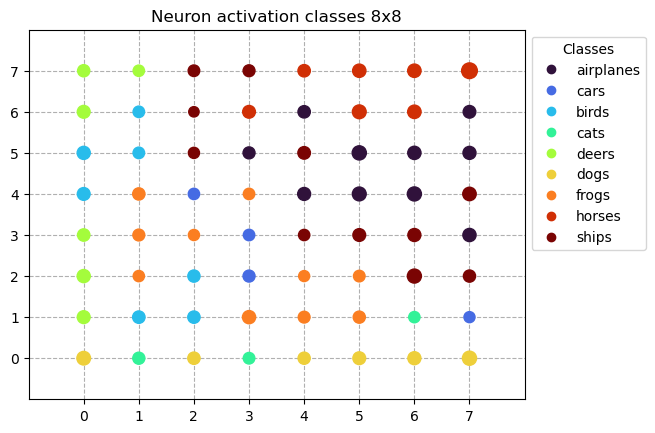 Neuron activation classes 8x8
7
6
5
4
3
2
1
0
0 1 2 3 4 5 6 7
Classes
airplanes
cars
birds
cats
deers
dogs
frogs
horses
ships